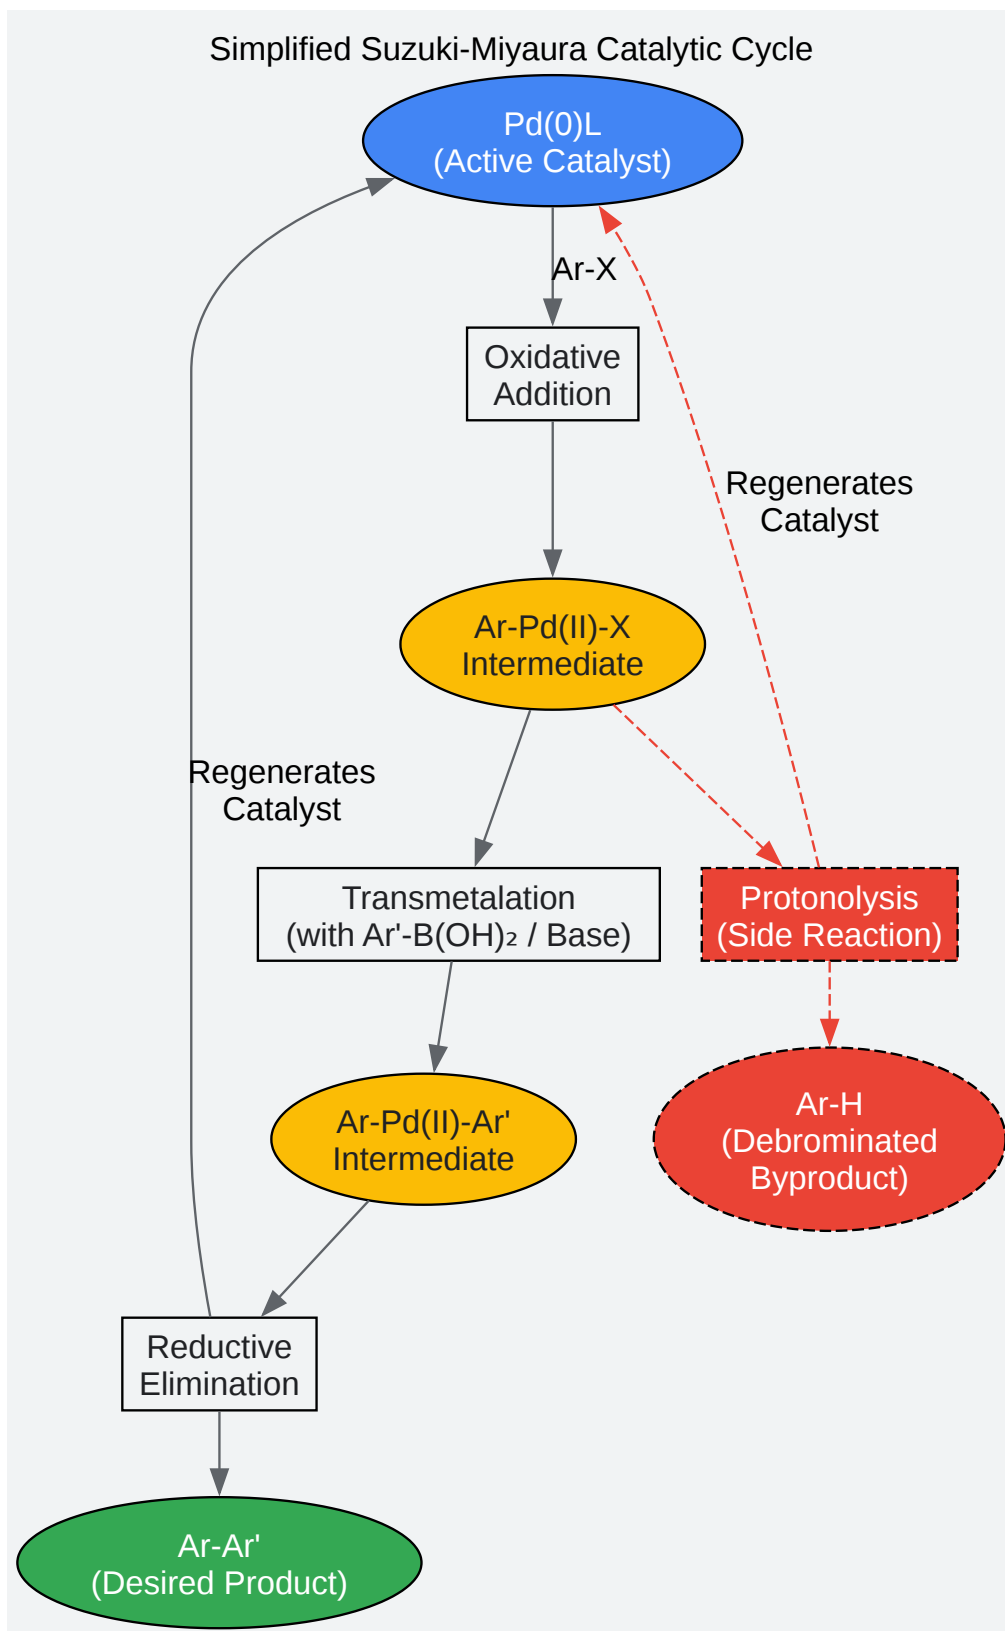 Simplified Suzuki-Miyaura Catalytic Cycle
Pd(0)L
(Active Catalyst)
Ar-X
Oxidative
Addition
Regenerates
Catalyst
Ar-Pd(II)-X
Intermediate
Regenerates
Catalyst
Transmetalation
(with Ar'-B(OH)₂ / Base)
Protonolysis
(Side Reaction)
Ar-Pd(II)-Ar'
Intermediate
Ar-H
(Debrominated
Byproduct)
Reductive
Elimination
Ar-Ar'
(Desired Product)